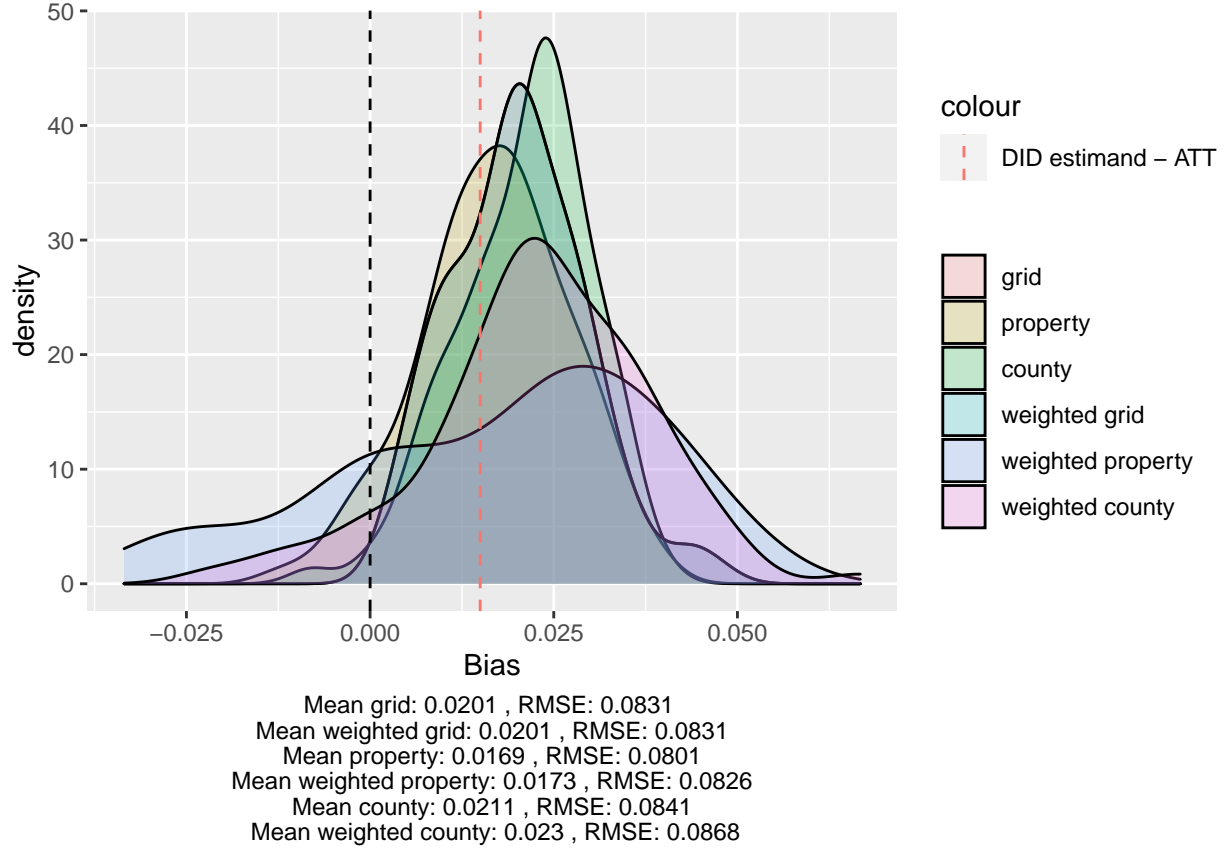 50
40
30
20
10
0
density
−0.025
0.000
0.025
0.050
Bias
colour
DID estimand − ATT
grid
property
county
weighted grid
weighted property
weighted county
Mean grid: 0.0201 , RMSE: 0.0831
Mean weighted grid: 0.0201 , RMSE: 0.0831
Mean property: 0.0169 , RMSE: 0.0801
Mean weighted property: 0.0173 , RMSE: 0.0826
Mean county: 0.0211 , RMSE: 0.0841
Mean weighted county: 0.023 , RMSE: 0.0868